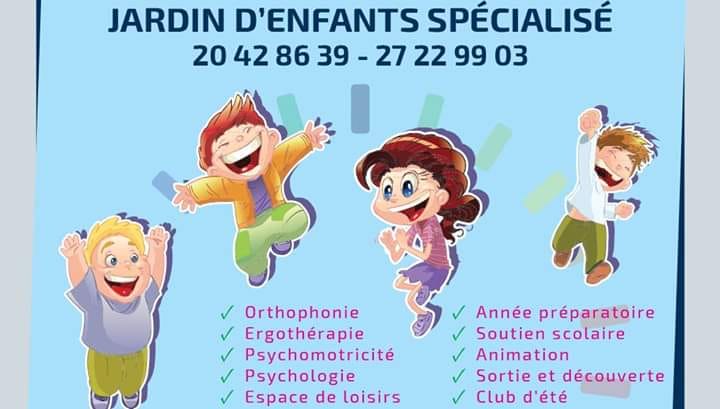 JARDIN D'ENFANTS SPÉCIALISÉ
20 42 86 39 - 27 22 99 03
✓ Orthophonie
✓ Ergothérapie
✓ Psychomotricité
✓ Psychologie
✓ Espace de loisirs
✓ Année préparatoire
✓ Soutien scolaire
✓ Animation
✓ Sortie et découverte
✓ Club d'été